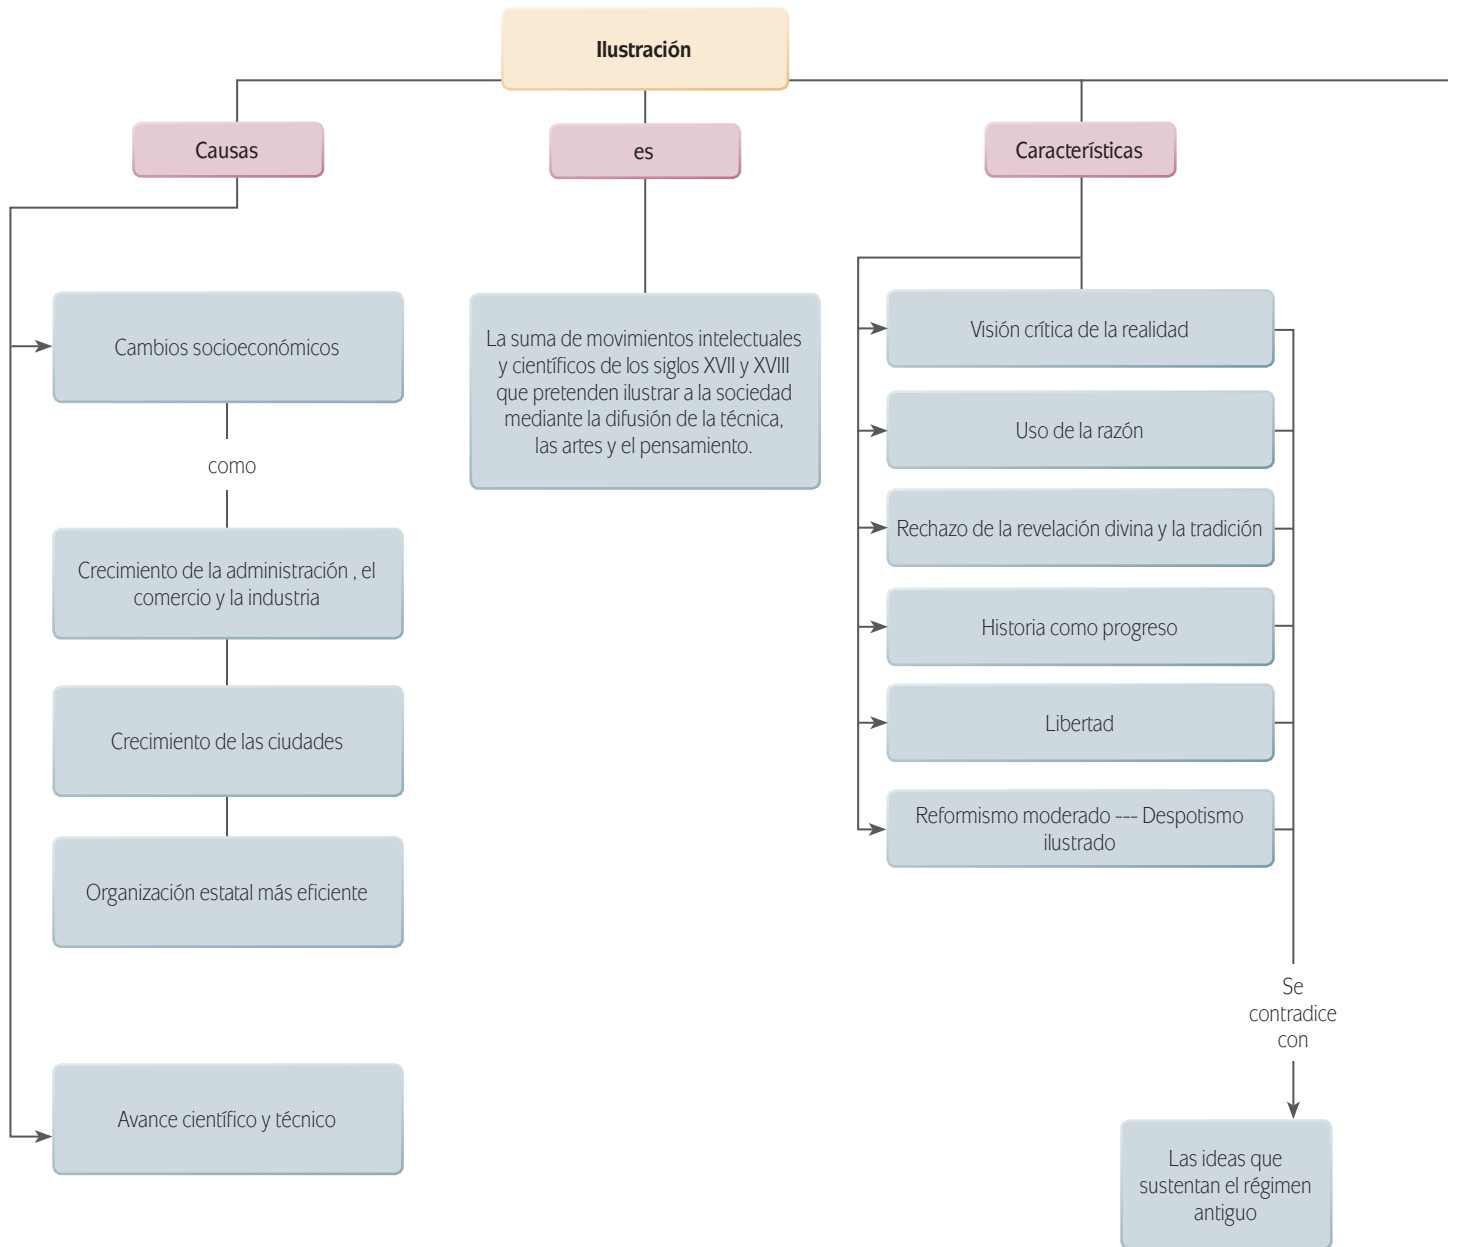 Ilustración
Causas
es
Características
Cambios socioeconómicos
como
Crecimiento de la administración , el
comercio y la industria
Crecimiento de las ciudades
Organización estatal más eficiente
Avance científico y técnico
La suma de movimientos intelectuales
y científicos de los siglos XVII y XVIII
que pretenden ilustrar a la sociedad
mediante la difusión de la técnica,
las artes y el pensamiento.
Visión crítica de la realidad
Uso de la razón
Rechazo de la revelación divina y la tradición
Historia como progreso
Libertad
Reformismo moderado --- Despotismo
ilustrado
Se
contradice
con
Las ideas que
sustentan el régimen
antiguo